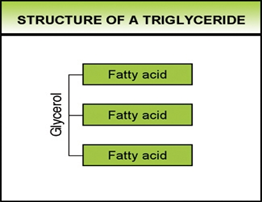 STRUCTURE OF A TRIGLYCERIDE
Glycerol
Fatty acid
Fatty acid
Fatty acid